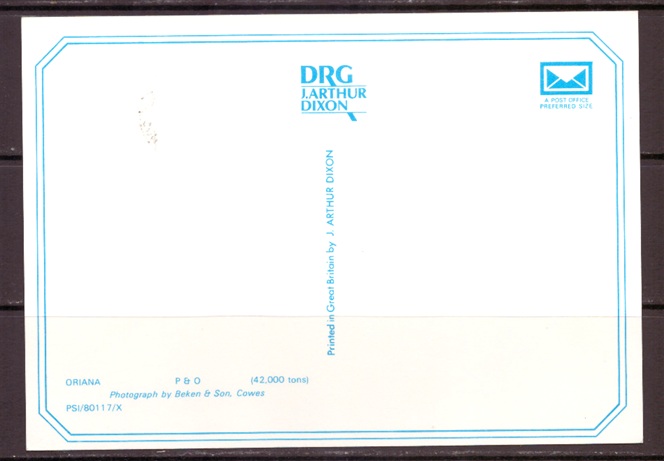 DRG
J.ARTHUR
DIXON
A POST OFFICE
PREFERRED SIZE
Printed in Great Britain by J. ARTHUR DIXON
ORIANA P & O (42,000 tons)
Photograph by Beken & Son, Cowes
PSI/80117/X